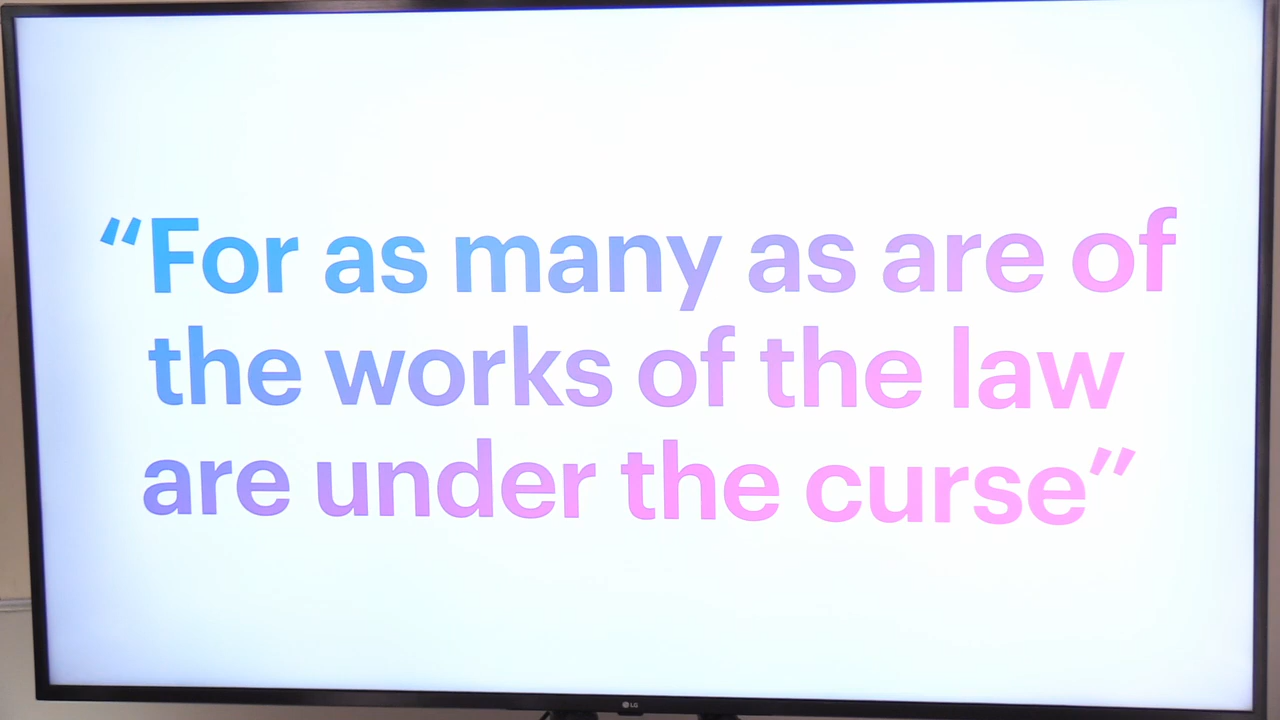 “For as many as are of
the works of the law
are under the curse”
LG